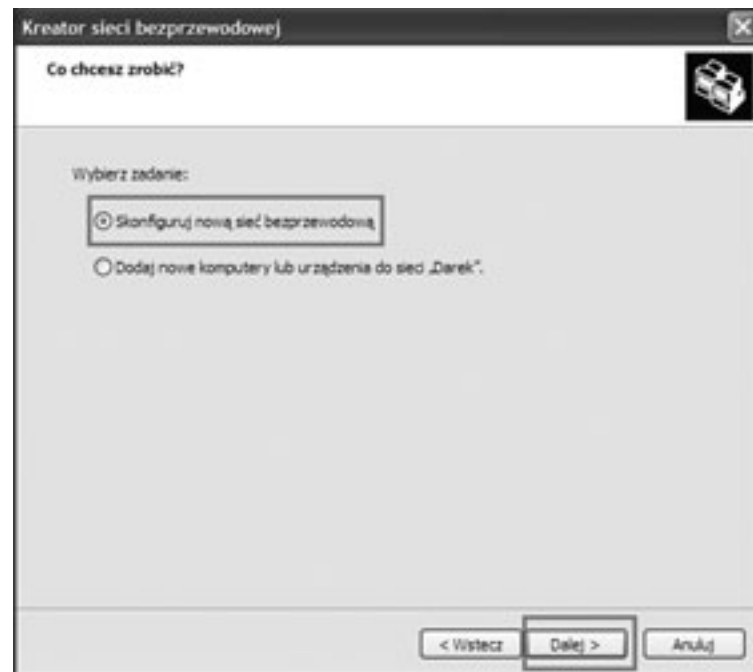 Kreator sieci bezprzewodowej
Co chcesz zrobić?
Wybierz zadanie:
Skonfiguruj nową sieć bezprzewodową
Dodaj nowe komputery lub urządzenia do sieci „Darek”.
< Wstecz
Dalej >
Anuluj